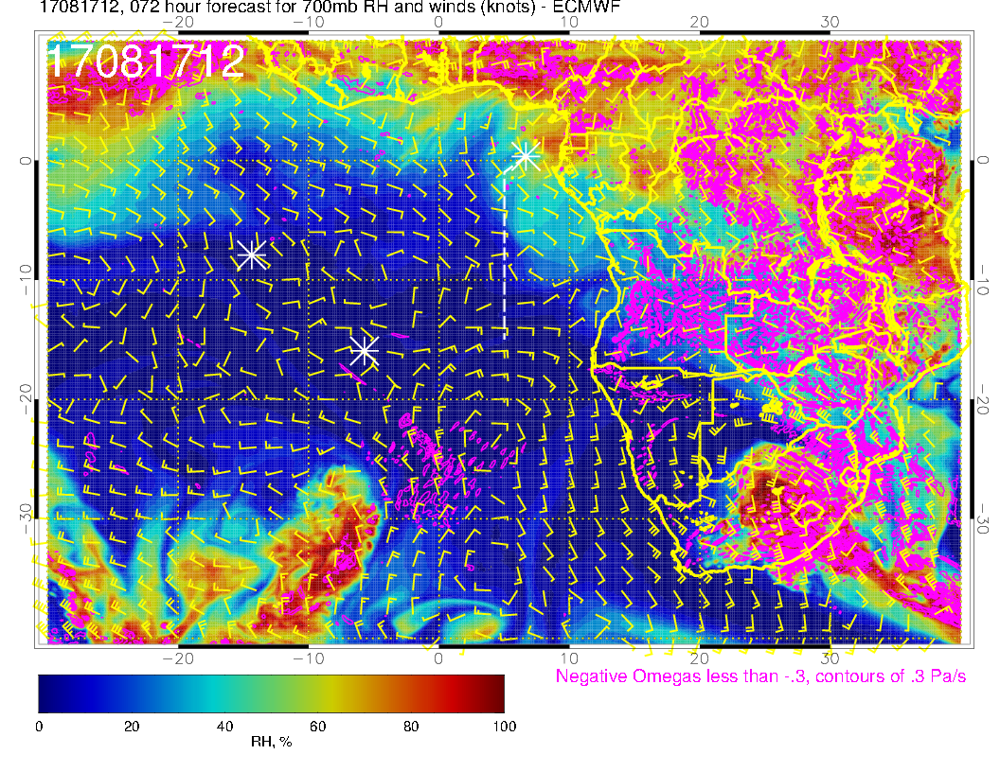 17081712, 072 hour forecast for 700mb RH and winds (knots) - ECMWF
−20 −10 0 10 20 30
17081712
0 0
−10 −10
−20 −20
−30 −30
−20 −10 0 10 20 30
Negative Omegas less than -.3, contours of .3 Pa/s
0 20 40 60 80 100
RH, %